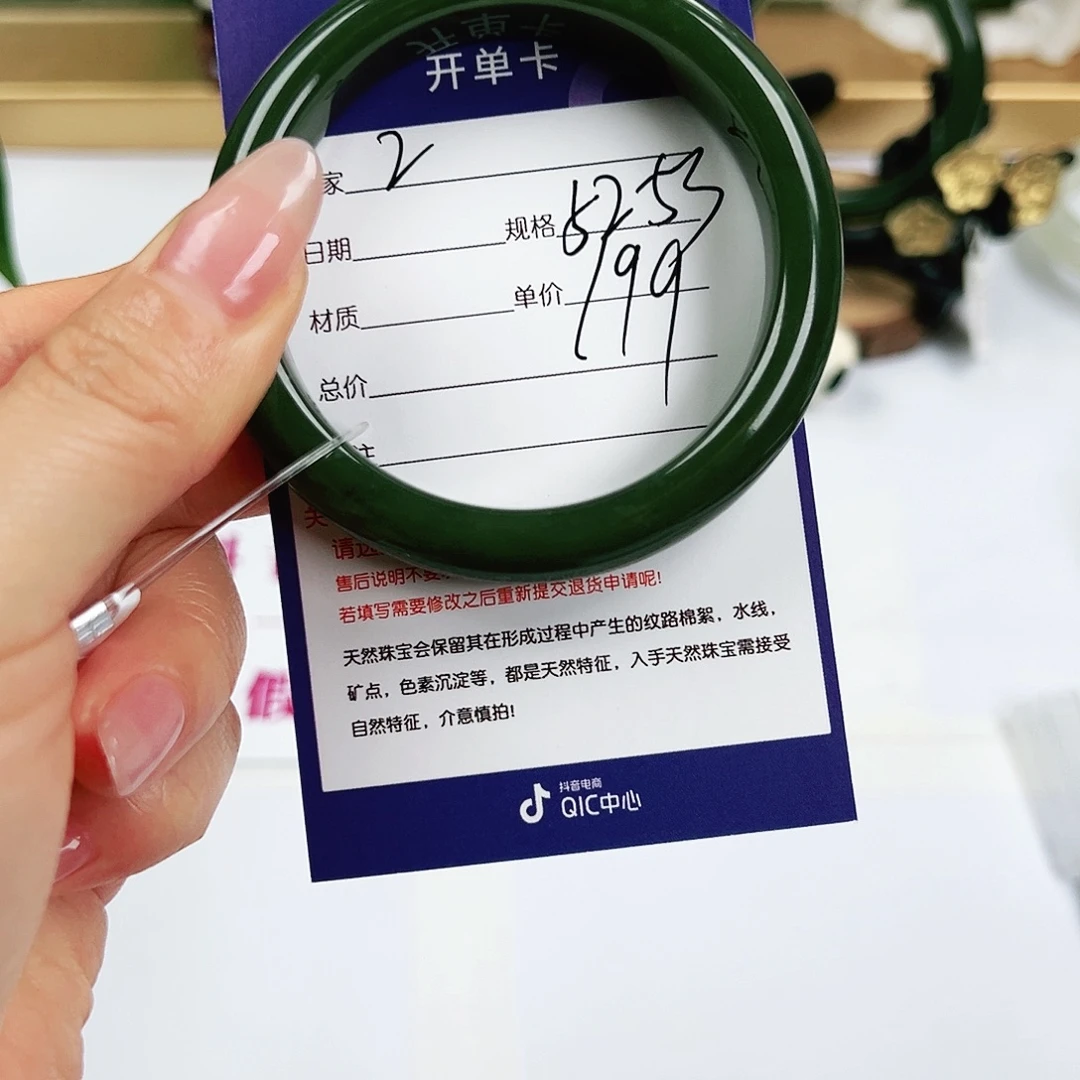 开单卡
家 2
日期 规格 52.53
材质 单价 199
总价
注
售后说明不要
若填写需要修改之后重新提交退货申请呢!
天然珠宝会保留其在形成过程中产生的纹路棉絮，水线，
矿点，色素沉淀等，都是天然特征，入手天然珠宝需接受
自然特征，介意慎拍!
抖音电商
QIC中心
假